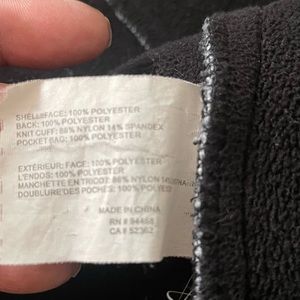 SHELL:FACE: 100% POLYESTER
BACK: 100% POLYESTER
KNIT CUFF: 86% NYLON 14% SPANDEX
POCKET BAG: 100% POLYESTER
EXTÉRIEUR: FACE: 100% POLYESTER
L'ENDOS: 100% POLYESTER
MANCHETTE EN TRICOT: 86% NYLON 14%
DOUBLURE DES POCHES: 100% POLYESTER
MADE IN CHINA
RN # 94468
CA # 52362